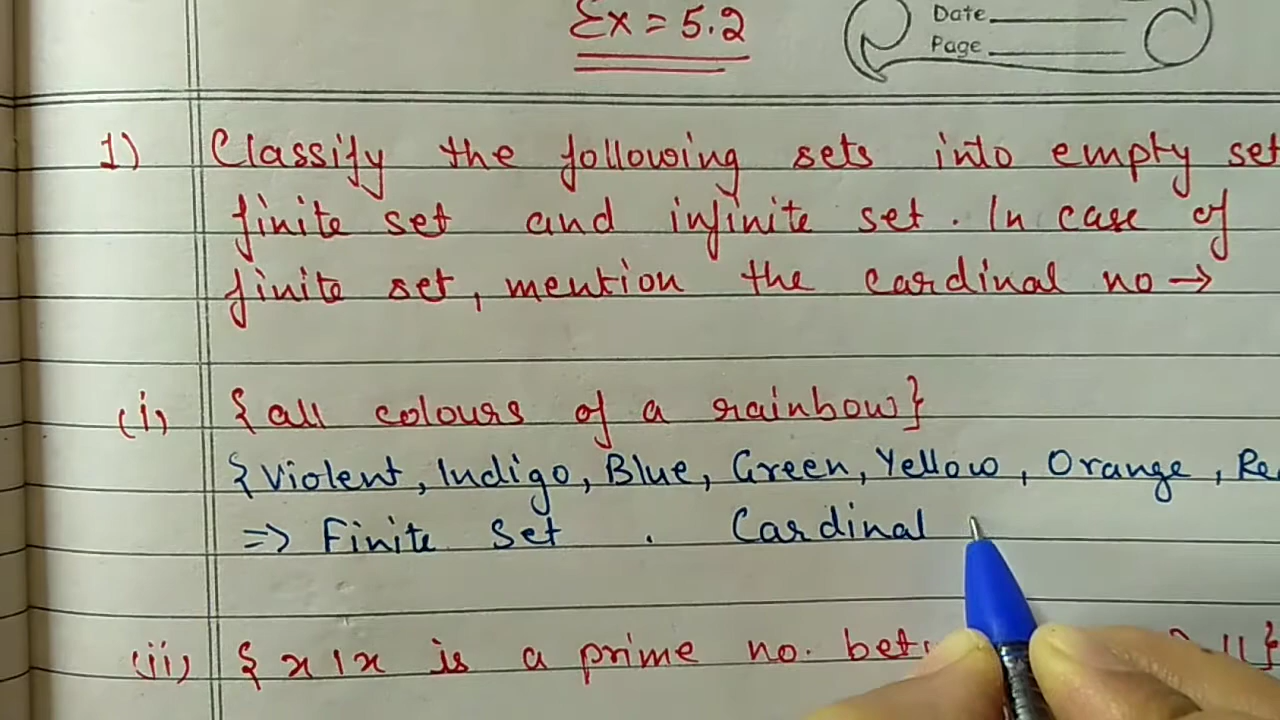 Ex = 5.2
Date
Page
1) Classify the following sets into empty set
finite set and infinite set. In case of
finite set, mention the cardinal no →
(i) {all colours of a rainbow}
{Violent, Indigo, Blue, Green, Yellow, Orange, Re
=> Finite Set . Cardinal
(ii) {x|x is a prime no. bet 11}